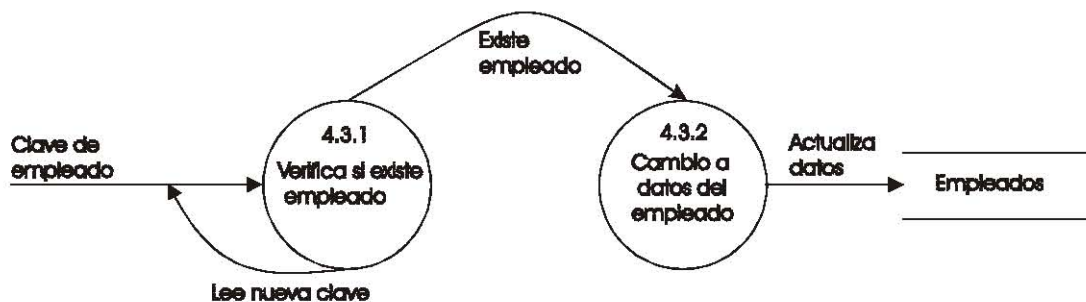 Existe
empleado
Clave de
empleado
4.3.1
Verifica si existe
empleado
Lee nueva clave
4.3.2
Cambio a
datos del
empleado
Actualiza
datos
Empleados